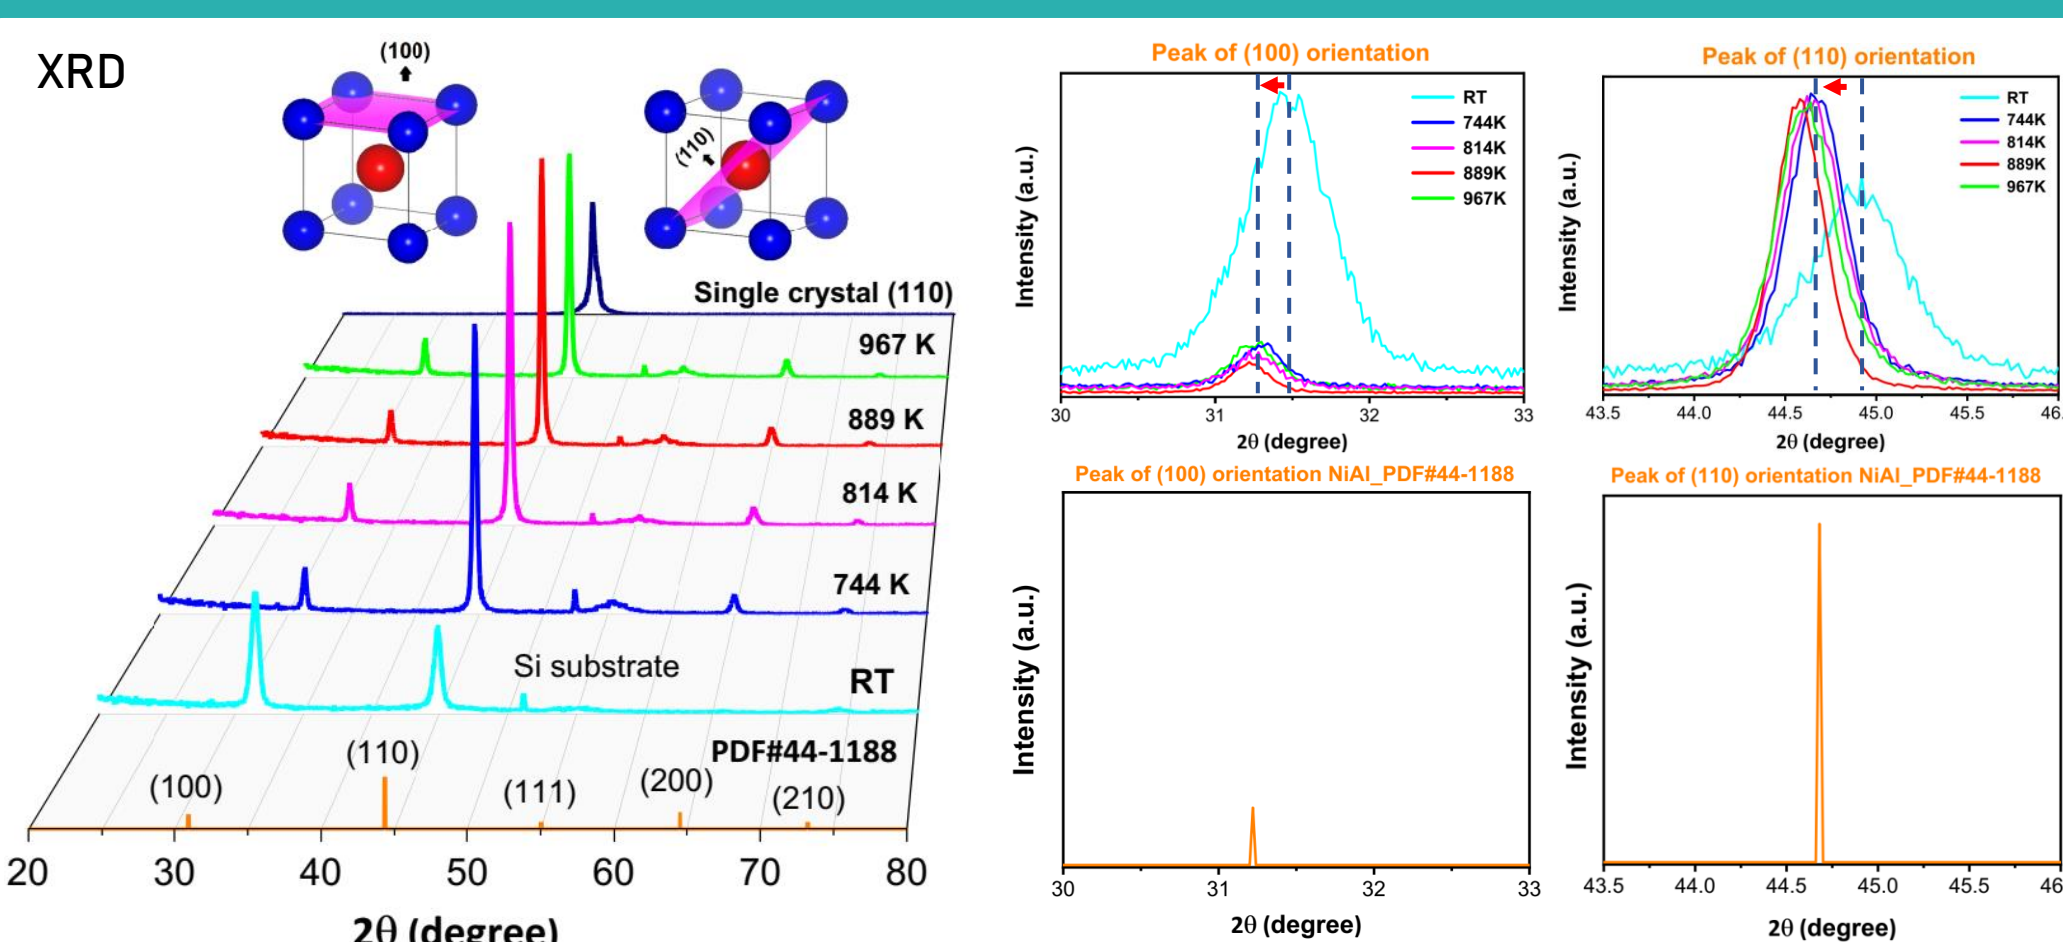 XRD
(100)
(110)
Single crystal (110)
967 K
889 K
814 K
744 K
Si substrate
RT
PDF#44-1188
(100)
(110)
(111)
(200)
(210)
20 30 40 50 60 70 80
2θ (degree)
Peak of (100) orientation
Intensity (a.u.)
RT
744K
814K
889K
967K
30 31 32 33
2θ (degree)
Peak of (110) orientation
Intensity (a.u.)
RT
744K
814K
889K
967K
43.5 44.0 44.5 45.0 45.5 46.
2θ (degree)
Peak of (100) orientation NiAl_PDF#44-1188
Intensity (a.u.)
30 31 32 33
2θ (degree)
Peak of (110) orientation NiAl_PDF#44-1188
Intensity (a.u.)
43.5 44.0 44.5 45.0 45.5 46
2θ (degree)